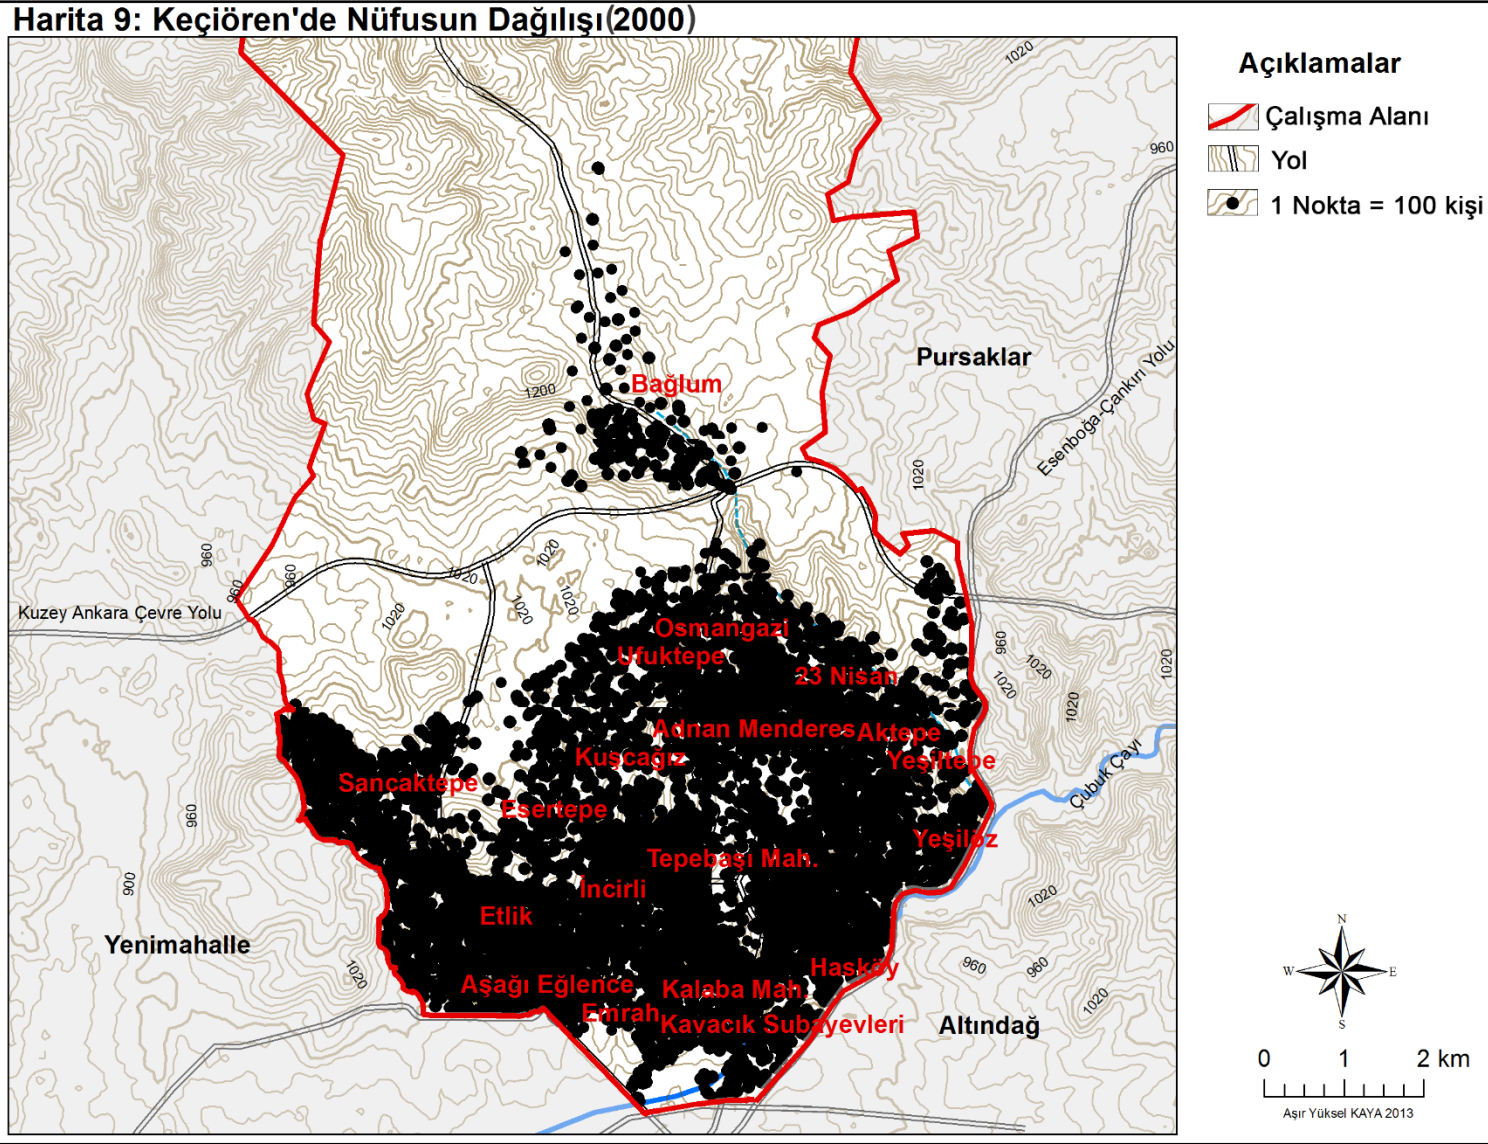 Harita 9: Keçiören'de Nüfusun Dağılışı(2000)
Açıklamalar
Çalışma Alanı
Yol
1 Nokta = 100 kişi
1020
960
Pursaklar
Esenboğa-Çankırı Yolu
1200
Bağlum
1020
960
960
960
1020
1020
1020
1020
1020
Kuzey Ankara Çevre Yolu
Osmangazi
Ufuktepe
23 Nisan
960
1020
1020
1020
1020
Adnan Menderes
Aktepe
Kuşcağız
Yeşiltepe
Çubuk Çayı
Sancaktepe
Esertepe
960
Yeşilöz
Tepebaşı Mah.
900
İncirli
1020
Etlik
Yenimahalle
Hasköy
960
960
1020
Aşağı Eğlence
Kalaba Mah.
1020
Emrah
Kavacık Subayevleri
Altındağ
N
W
E
S
0 1 2 km
Aşır Yüksel KAYA 2013